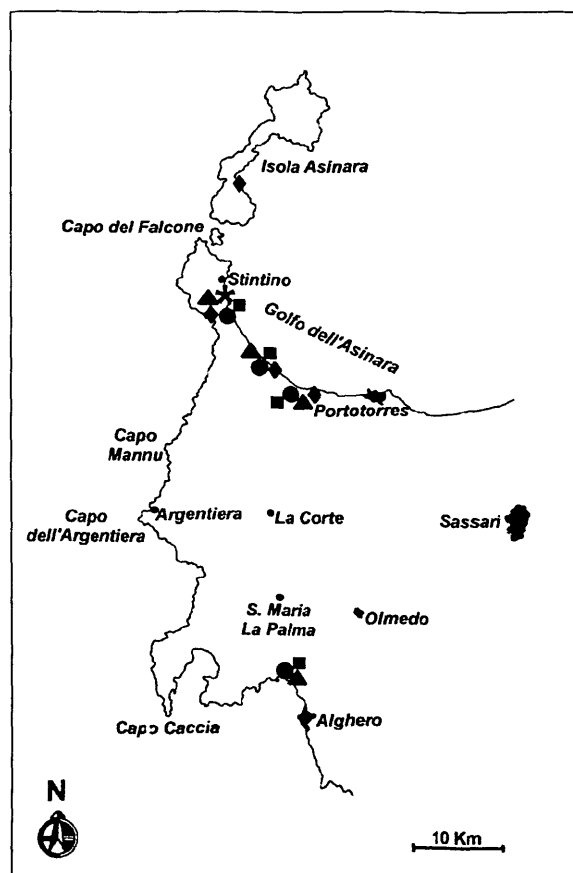 Isola Asinara
Capo del Falcone
Stintino
Golfo dell'Asinara
Portotorres
Capo
Mannu
Capo
dell'Argentiera
Argentiera
La Corte
Sassari
S. Maria
La Palma
Olmedo
Capo Caccia
Alghero
N
10 Km